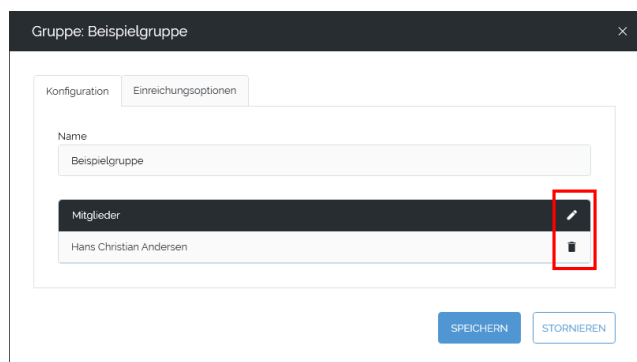 Gruppe: Beispielgruppe
Konfiguration
Einreichungsoptionen
Name
Beispielgruppe
Mitglieder
Hans Christian Andersen
SPEICHERN
STORNIEREN